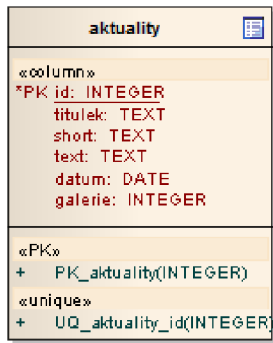 aktuality
«column»
*PK id: INTEGER
titulek: TEXT
short: TEXT
text: TEXT
datum: DATE
galerie: INTEGER
«PK»
+ PK_aktuality(INTEGER)
«unique»
+ UQ_aktuality_id(INTEGER)